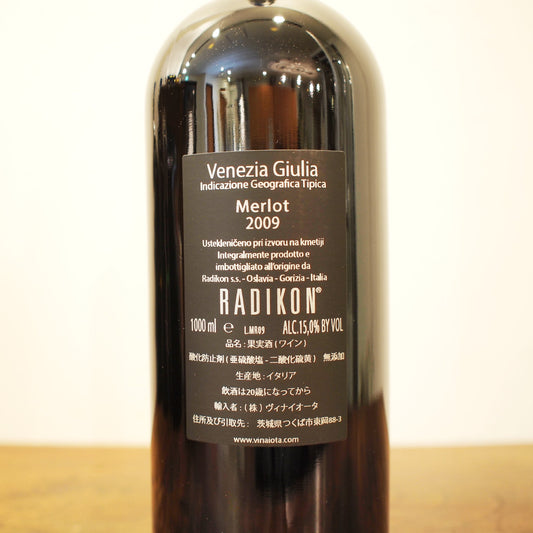 Venezia Giulia
Indicazione Geografica Tipica
Merlot
2009
Ustekleničeno pri izvoru na kmetiji
Integralmente prodotto e
imbottigliato all'origine da
Radikon s.s. - Oslavia - Gorizia - Italia
RADIKON®
1000 ml e L.MR09 ALC.15,0% BY VOL
品名 : 果実酒 ( ワイン )
酸化防止剤 ( 亜硫酸塩 - 二酸化硫黄 ) 無添加
生産地 : イタリア
飲酒は20歳になってから
輸入者 : ( 株 ) ヴィナイオータ
住所及び引取先 : 茨城県つくば市東岡88-3
www.vinaiota.com